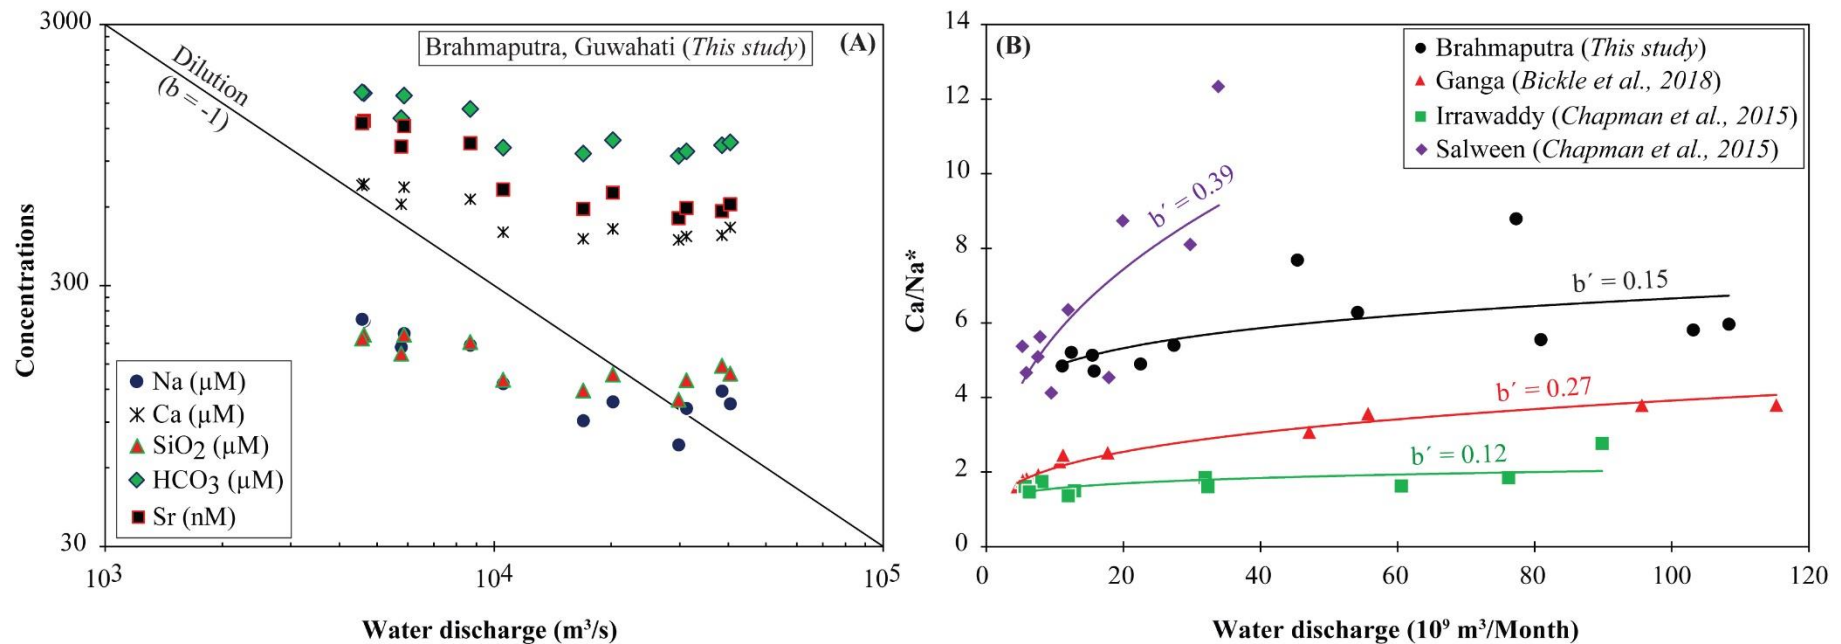 3000
300
30
10³
10⁴
10⁵
Concentrations
Water discharge (m³/s)
Brahmaputra, Guwahati (This study)
(A)
Dilution
(b = -1)
Na (µM)
Ca (µM)
SiO₂ (µM)
HCO₃ (µM)
Sr (nM)
14
12
10
8
6
4
2
0
0
20
40
60
80
100
120
Ca/Na*
Water discharge (10⁹ m³/Month)
(B)
Brahmaputra (This study)
Ganga (Bickle et al., 2018)
Irrawaddy (Chapman et al., 2015)
Salween (Chapman et al., 2015)
b´ = 0.39
b´ = 0.15
b´ = 0.27
b´ = 0.12